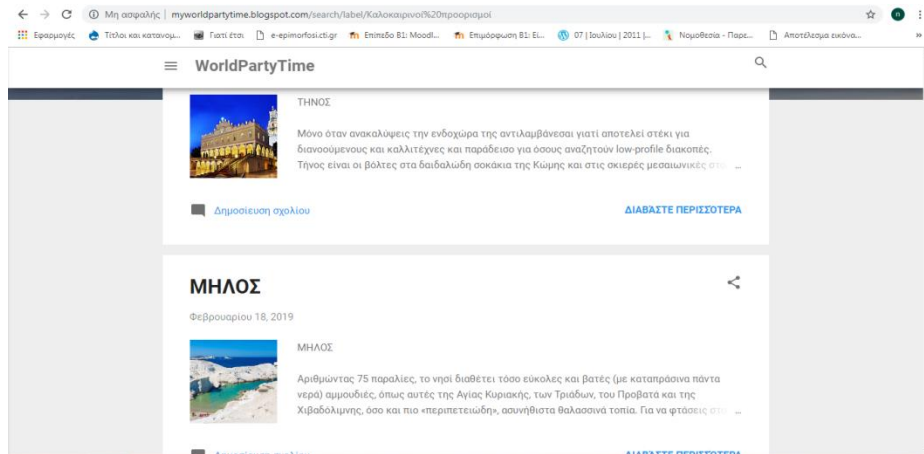 Μη ασφαλής | myworldpartytime.blogspot.com/search/label/Καλοκαιρινοί%20προορισμοί
n
Εφαρμογές Τίτλοι και κατανομ... Γιατί έτσι e-epimorfosi.cti.gr Επίπεδο Β1: Moodl... Επιμόρφωση Β1: Ei... 07 | Ιουλίου | 2011 |... Νομοθεσία - Παρε... Αποτέλεσμα εικόνα... »
WorldPartyTime
ΤΗΝΟΣ
Μόνο όταν ανακαλύψεις την ενδοχώρα της αντιλαμβάνεσαι γιατί αποτελεί στέκι για
διανοούμενους και καλλιτέχνες και παράδεισο για όσους αναζητούν low-profile διακοπές.
Τήνος είναι οι βόλτες στα δαιδαλώδη σοκάκια της Κώμης και στις σκιερές μεσαιωνικές ...
Δημοσίευση σχολίου ΔΙΑΒΆΣΤΕ ΠΕΡΙΣΣΌΤΕΡΑ
ΜΗΛΟΣ
Φεβρουαρίου 18, 2019
ΜΗΛΟΣ
Αριθμώντας 75 παραλίες, το νησί διαθέτει τόσο εύκολες και βατές (με καταπράσινα πάντα
νερά) αμμουδιές, όπως αυτές της Αγίας Κυριακής, των Τριάδων, του Προβατά και της
Χιβαδόλιμνης, όσο και πιο «περιπετειώδη», ασυνήθιστα θαλασσινά τοπία. Για να φτάσεις ...